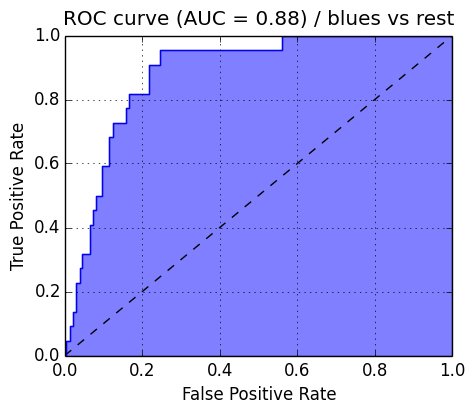 ROC curve (AUC = 0.88) / blues vs rest
1.0
0.8
0.6
0.4
0.2
0.0
True Positive Rate
0.0 0.2 0.4 0.6 0.8 1.0
False Positive Rate